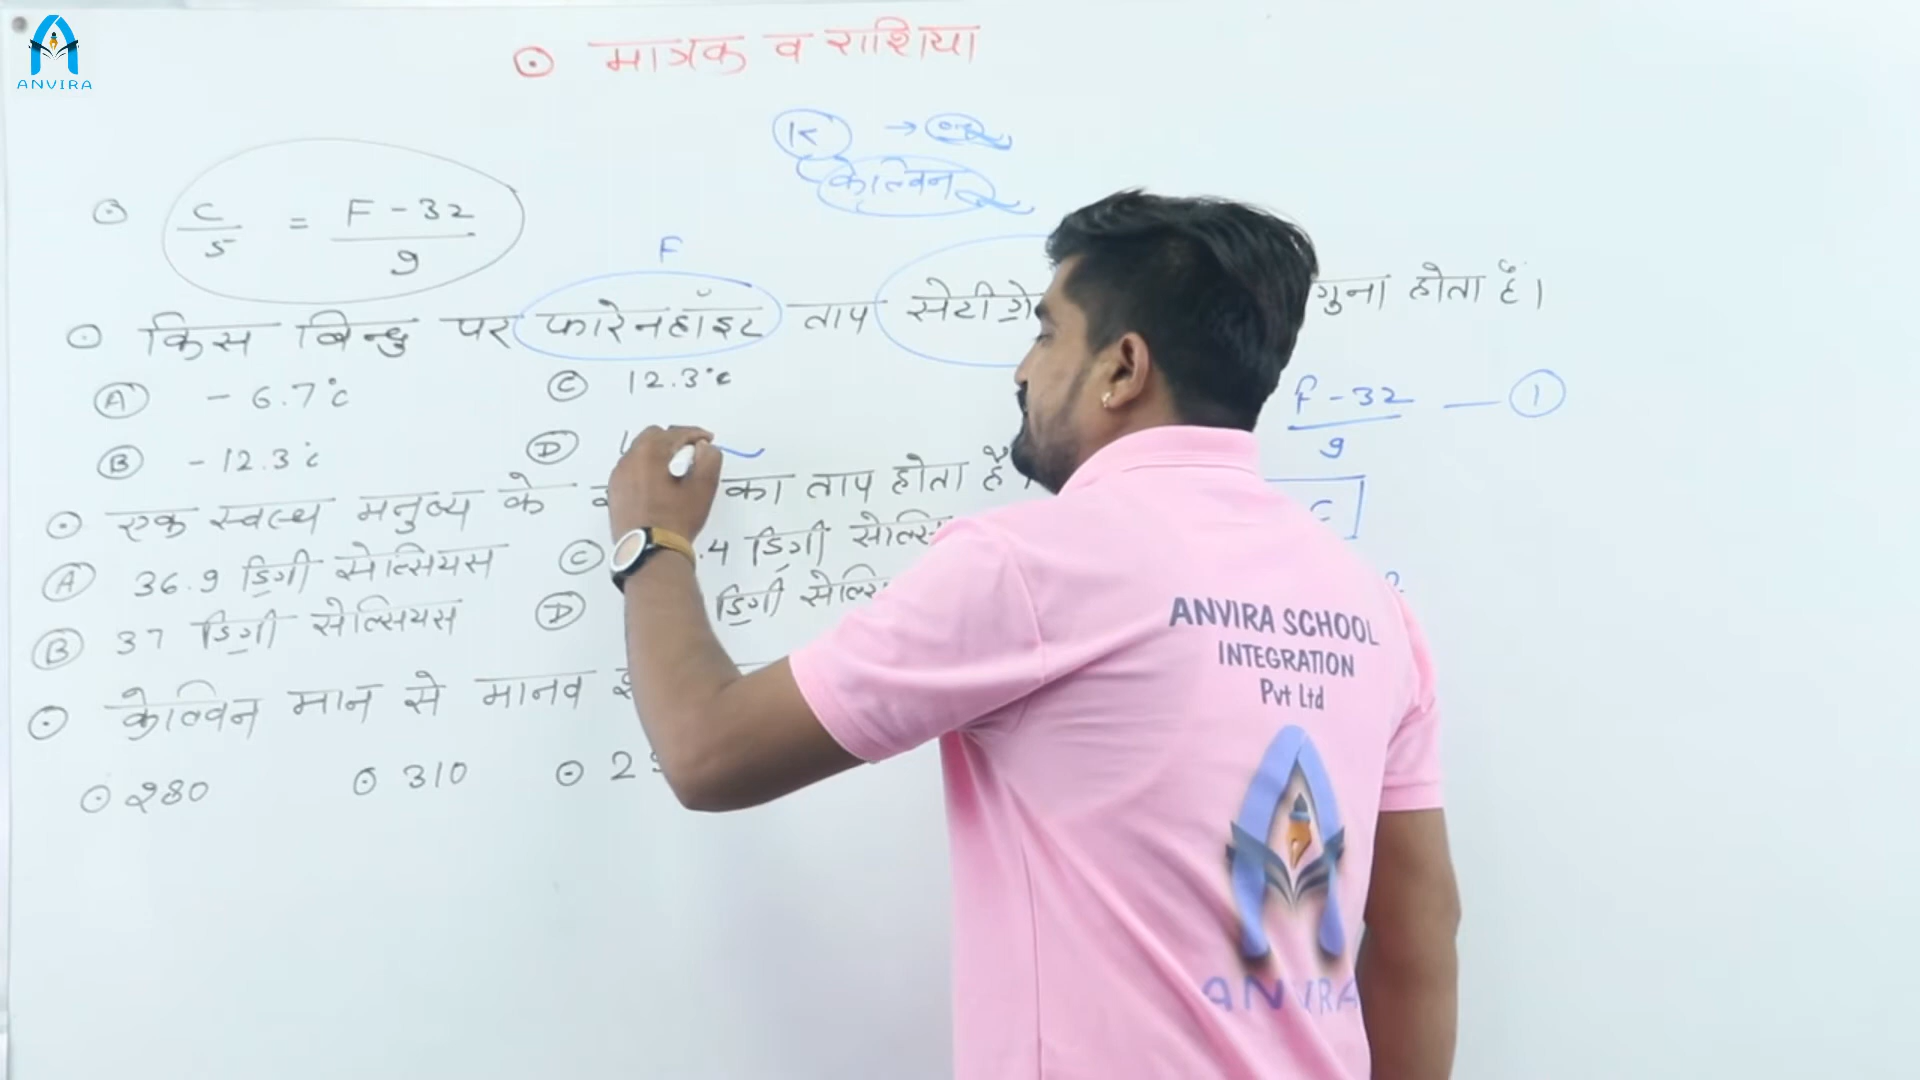 ANVIRA
मात्रक व राशिया
K →
केल्विन
C/5 = F-32/9
F
किस बिन्दु पर फारेनहॉइट ताप सेटीग्रे गुना होता है।
A -6.7°C C 12.3°C
F-32/9 — 1
B -12.3°C D
एक स्वस्थ मनुष्य के का ताप होता है।
C
A 36.9 डिग्री सेल्सियस C .4 डिग्री सेल्सि
B 37 डिग्री सेल्सियस D डिग्री सेल्सि
केल्विन मान से मानव
280 310 2
ANVIRA SCHOOL
INTEGRATION
Pvt Ltd
ANVIRA